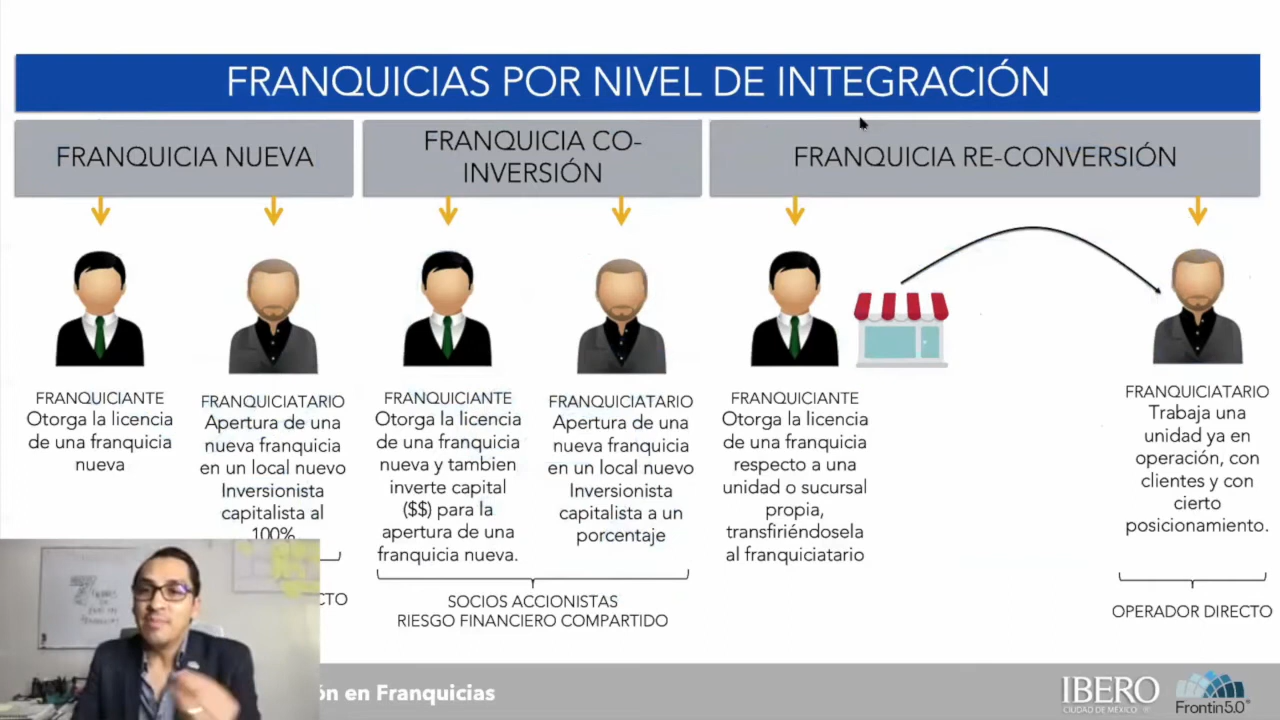 FRANQUICIAS POR NIVEL DE INTEGRACIÓN
FRANQUICIA NUEVA
FRANQUICIANTE
Otorga la licencia
de una franquicia
nueva
FRANQUICIATARIO
Apertura de una
nueva franquicia
en un local nuevo
Inversionista
capitalista al
100%
CTO
FRANQUICIA CO-
INVERSIÓN
FRANQUICIANTE
Otorga la licencia
de una franquicia
nueva y tambien
inverte capital
($$) para la
apertura de una
franquicia nueva.
FRANQUICIATARIO
Apertura de una
nueva franquicia
en un local nuevo
Inversionista
capitalista a un
porcentaje
SOCIOS ACCIONISTAS
RIESGO FINANCIERO COMPARTIDO
FRANQUICIA RE-CONVERSIÓN
FRANQUICIANTE
Otorga la licencia
de una franquicia
respecto a una
unidad o sucursal
propia,
transfiriéndosela
al franquiciatario
FRANQUICIATARIO
Trabaja una
unidad ya en
operación, con
clientes y con
cierto
posicionamiento.
OPERADOR DIRECTO
ón en Franquicias
IBERO
CIUDAD DE MÉXICO
Frontin5.0